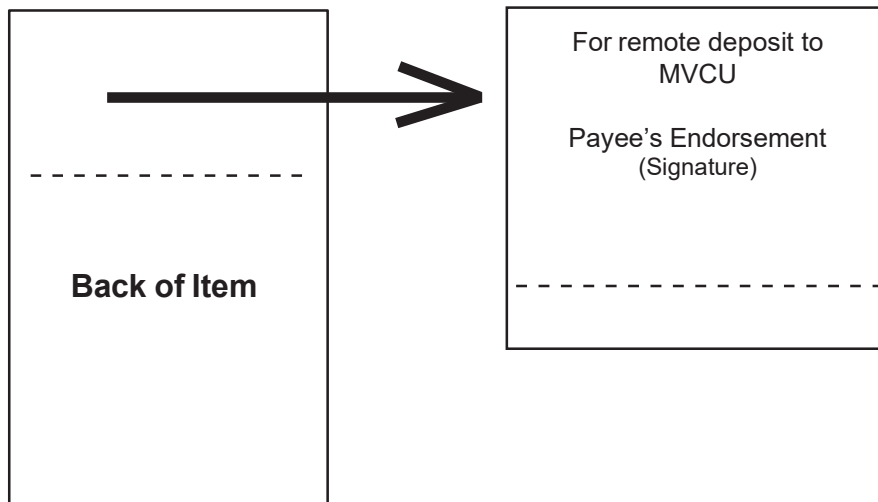 For remote deposit to
MVCU
Payee’s Endorsement
(Signature)
Back of Item